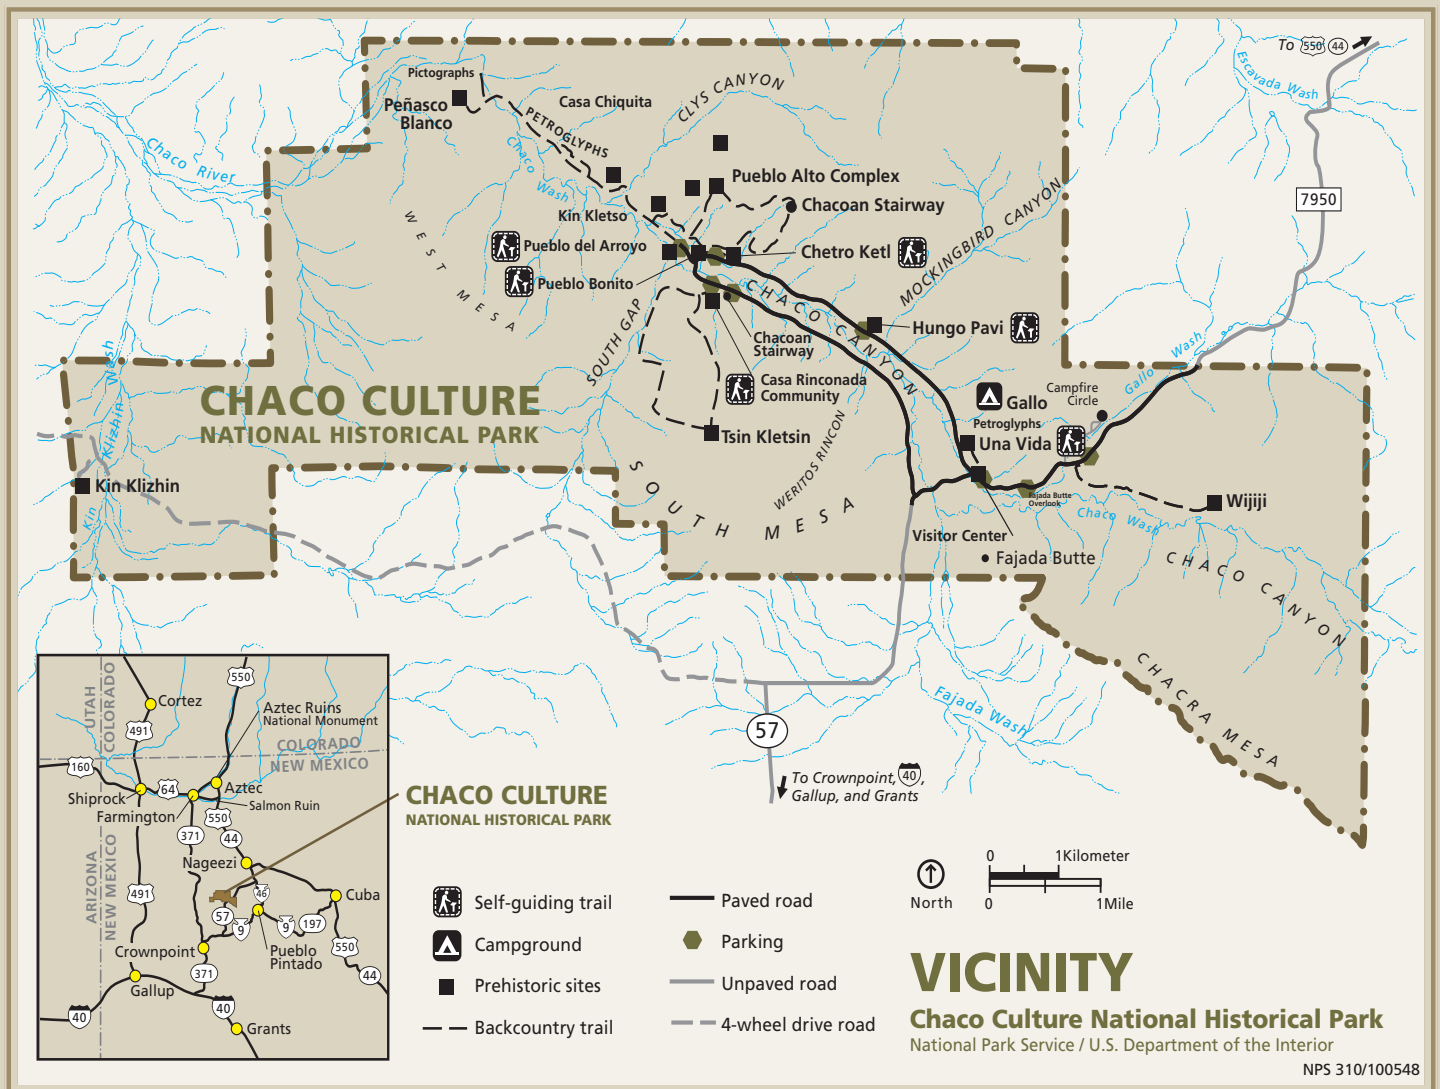 To 550 44
Escavada Wash
Pictographs
Peñasco
Blanco
Casa Chiquita
CLYS CANYON
PETROGLYPHS
Chaco River
Chaco Wash
Pueblo Alto Complex
Chacoan Stairway
7950
WEST MESA
Kin Kletso
Pueblo del Arroyo
Chetro Ketl
MOCKINGBIRD CANYON
Pueblo Bonito
CHACO CANYON
SOUTH GAP
Hungo Pavi
Chacoan
Stairway
Gallo Wash
Casa Rinconada
Community
Campfire
Circle
Gallo
Petroglyphs
CHACO CULTURE
NATIONAL HISTORICAL PARK
Tsin Kletsin
Una Vida
WERITOS RINCON
Kin Klizhin Wash
Kin Klizhin
Kin
SOUTH MESA
Fajada Butte
Overlook
Wijiji
Chaco Wash
Visitor Center
Fajada Butte
CHACO CANYON
CHACRA MESA
Fajada Wash
57
To Crownpoint, 40,
Gallup, and Grants
UTAH
COLORADO
550
Cortez
Aztec Ruins
National Monument
491
COLORADO
NEW MEXICO
160
64
Aztec
Shiprock
Salmon Ruin
Farmington
550
371
44
Nageezi
ARIZONA
NEW MEXICO
491
46
Cuba
57
9
9
197
Crownpoint
Pueblo
Pintado
550
371
44
Gallup
40
40
Grants
CHACO CULTURE
NATIONAL HISTORICAL PARK
Self-guiding trail
Campground
Prehistoric sites
Backcountry trail
Paved road
Parking
Unpaved road
4-wheel drive road
North
0 1Kilometer
0 1Mile
VICINITY
Chaco Culture National Historical Park
National Park Service / U.S. Department of the Interior
NPS 310/100548